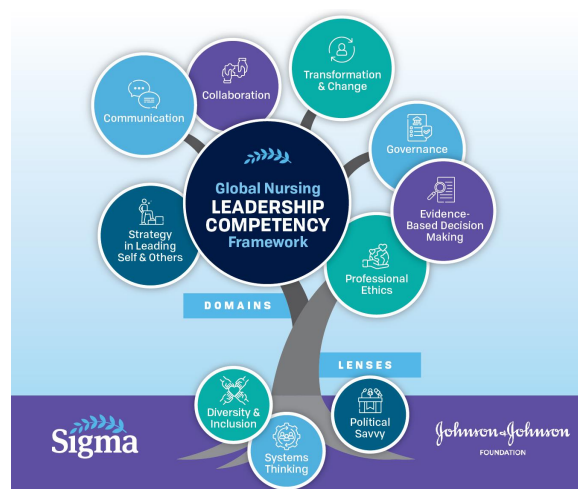 Transformation
& Change
Collaboration
Communication
Governance
Global Nursing
LEADERSHIP
COMPETENCY
Framework
Evidence-
Based Decision
Making
Strategy
in Leading
Self & Others
Professional
Ethics
DOMAINS
LENSES
Diversity &
Inclusion
Political
Savvy
Systems
Thinking
Sigma
Johnson & Johnson
FOUNDATION